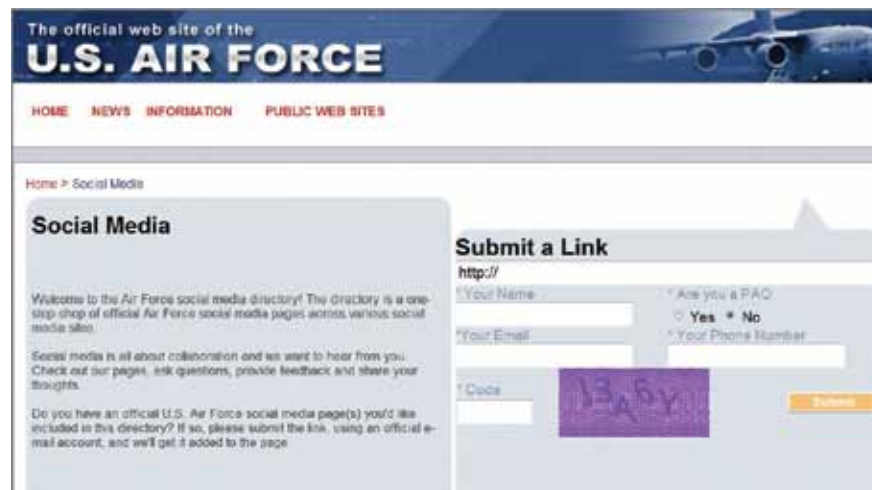 The official web site of the
U.S. AIR FORCE
HOME NEWS INFORMATION PUBLIC WEB SITES
Home > Social Media
Social Media
Welcome to the Air Force social media directory! The directory is a one-
stop shop of official Air Force social media pages across various social
media sites.
Social media is all about collaboration and we want to hear from you.
Check out our pages, ask questions, provide feedback and share your
thoughts.
Do you have an official U.S. Air Force social media page(s) you'd like
included in this directory? If so, please submit the link, using an official e-
mail account, and we'll get it added to the page.
Submit a Link
http://
* Your Name * Are you a PAO
Yes No
*Your Email * Your Phone Number
* Code
Submit